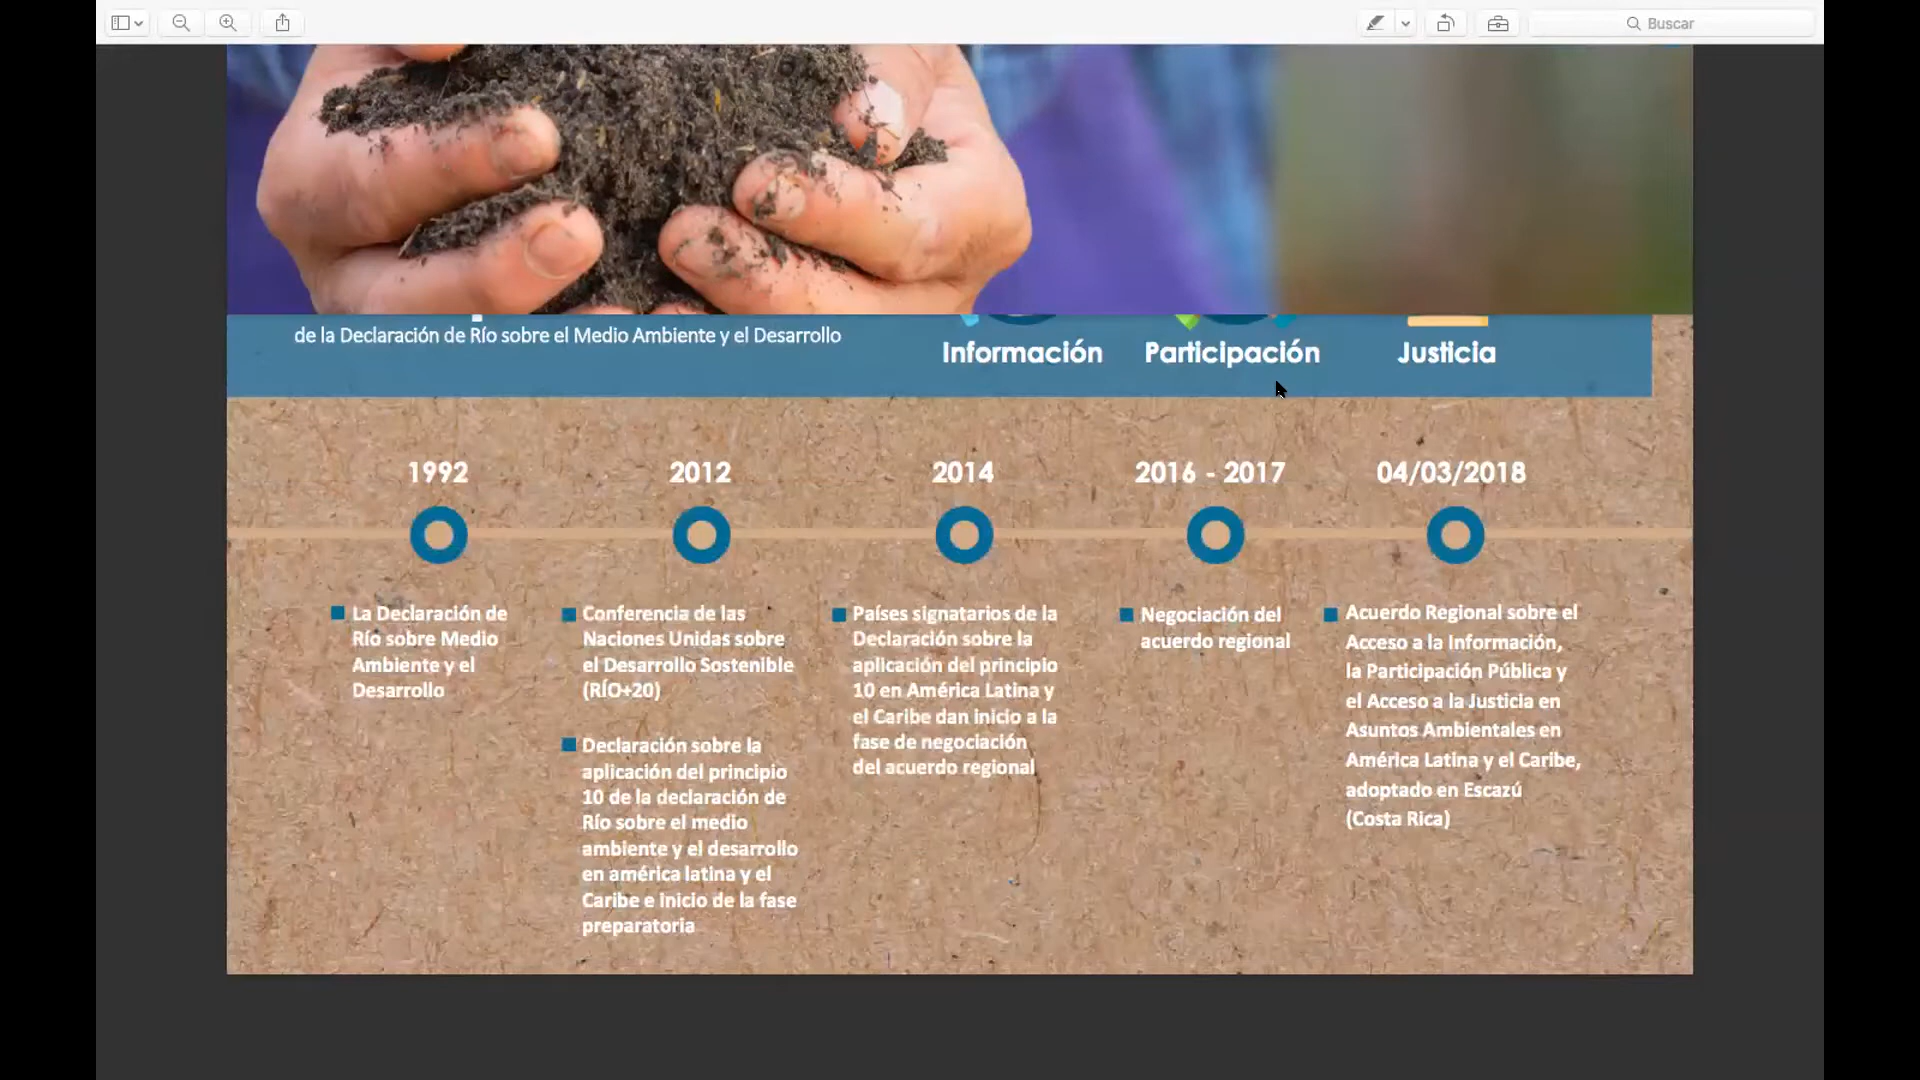 Buscar
de la Declaración de Río sobre el Medio Ambiente y el Desarrollo
Información
Participación
Justicia
1992
La Declaración de
Río sobre Medio
Ambiente y el
Desarrollo
2012
Conferencia de las
Naciones Unidas sobre
el Desarrollo Sostenible
(RÍO+20)
Declaración sobre la
aplicación del principio
10 de la declaración de
Río sobre el medio
ambiente y el desarrollo
en américa latina y el
Caribe e inicio de la fase
preparatoria
2014
Países signatarios de la
Declaración sobre la
aplicación del principio
10 en América Latina y
el Caribe dan inicio a la
fase de negociación
del acuerdo regional
2016 - 2017
Negociación del
acuerdo regional
04/03/2018
Acuerdo Regional sobre el
Acceso a la Información,
la Participación Pública y
el Acceso a la Justicia en
Asuntos Ambientales en
América Latina y el Caribe,
adoptado en Escazú
(Costa Rica)